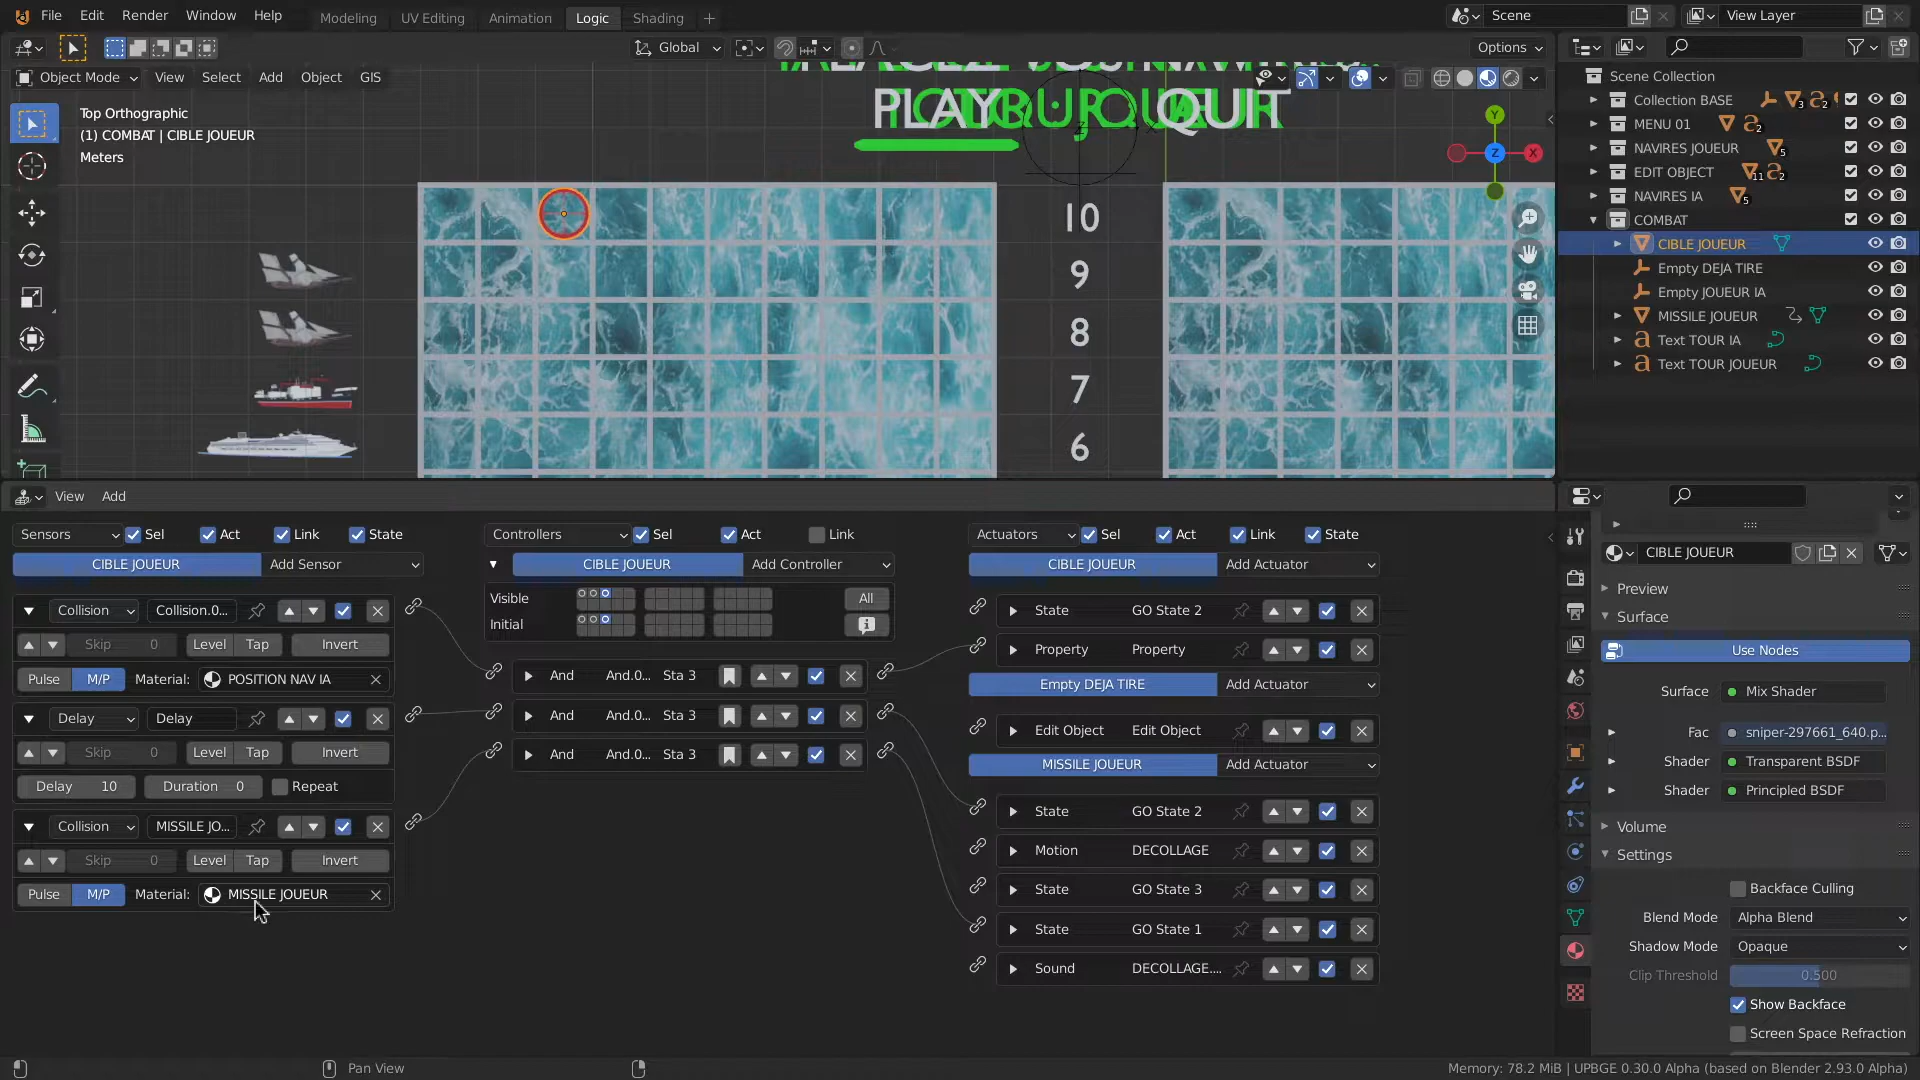 File Edit Render Window Help Modeling UV Editing Animation Logic Shading + Scene View Layer
Global Options
Object Mode View Select Add Object GIS
Top Orthographic
(1) COMBAT | CIBLE JOUEUR
Meters
PLAY QUIT
10
9
8
7
6
Y
X
Z
Scene Collection
Collection BASE 3 2
MENU 01 2
NAVIRES JOUEUR 5
EDIT OBJECT 11 2
NAVIRES IA 5
COMBAT
CIBLE JOUEUR
Empty DEJA TIRE
Empty JOUEUR IA
MISSILE JOUEUR
Text TOUR IA
Text TOUR JOUEUR
View Add
Sensors Sel Act Link State
CIBLE JOUEUR Add Sensor
Collision Collision.0...
Skip 0 Level Tap Invert
Pulse M/P Material: POSITION NAV IA
Delay Delay
Skip 0 Level Tap Invert
Delay 10 Duration 0 Repeat
Collision MISSILE JO...
Skip 0 Level Tap Invert
Pulse M/P Material: MISSILE JOUEUR
Controllers Sel Act Link
CIBLE JOUEUR Add Controller
Visible All
Initial
And And.0... Sta 3
And And.0... Sta 3
And And.0... Sta 3
Actuators Sel Act Link State
CIBLE JOUEUR Add Actuator
State GO State 2
Property Property
Empty DEJA TIRE Add Actuator
Edit Object Edit Object
MISSILE JOUEUR Add Actuator
State GO State 2
Motion DECOLLAGE
State GO State 3
State GO State 1
Sound DECOLLAGE....
CIBLE JOUEUR
Preview
Surface
Use Nodes
Surface Mix Shader
Fac sniper-297661_640.p...
Shader Transparent BSDF
Shader Principled BSDF
Volume
Settings
Backface Culling
Blend Mode Alpha Blend
Shadow Mode Opaque
Clip Threshold 0.500
Show Backface
Screen Space Refraction
Pan View Memory: 78.2 MiB | UPBGE 0.30.0 Alpha (based on Blender 2.93.0 Alpha)